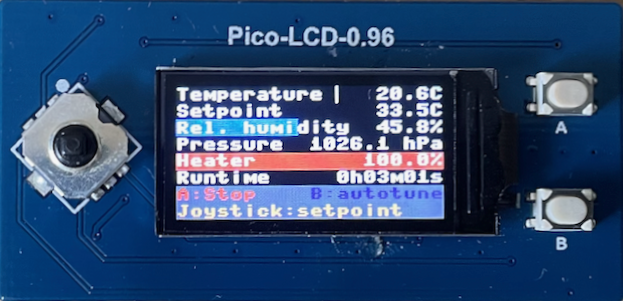 Pico-LCD-0.96
Temperature | 20.6C
Setpoint 33.5C
Rel. humidity 45.8%
Pressure 1026.1 hPa
Heater 100.0%
Runtime 0h03m01s
A:Stop B:autotune
Joystick:setpoint
A
B